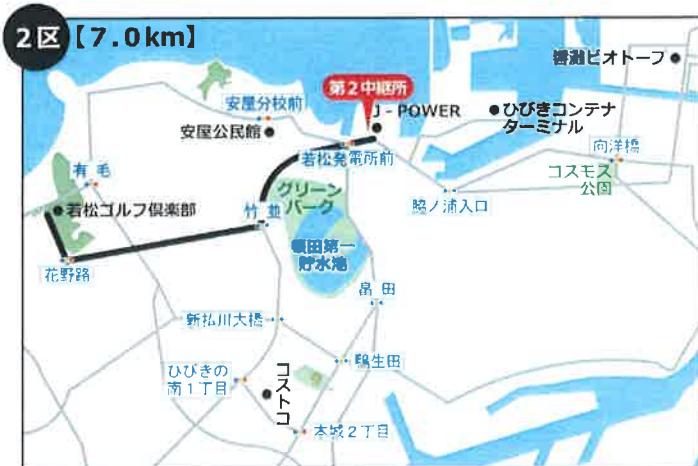 2区【7.0km】
響灘ビオトープ
第2中継所
J-POWER
ひびきコンテナ
ターミナル
安屋分校前
安屋公民館
若松発電所前
向洋橋
コスモス
公園
有毛
若松ゴルフ倶楽部
竹並
グリーン
パーク
脇ノ浦入口
頓田第一
貯水池
花野路
畠田
新払川大橋
鴨生田
ひびきの
南1丁目
コストコ
本城2丁目